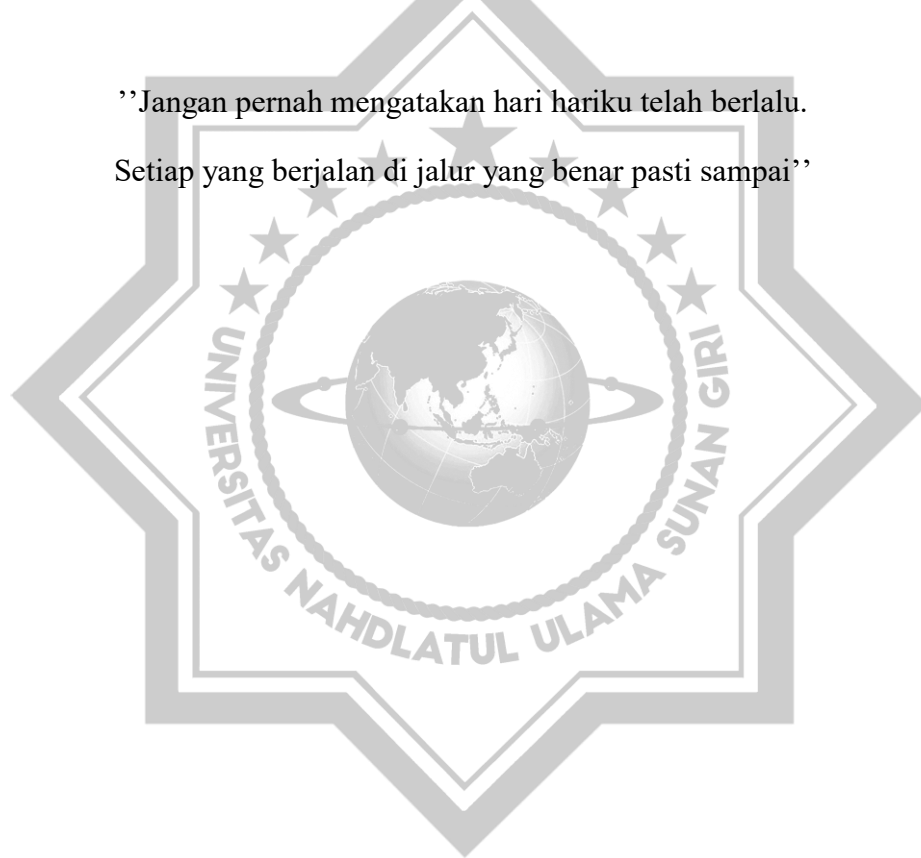 ’’Jangan pernah mengatakan hari hariku telah berlalu.
Setiap yang berjalan di jalur yang benar pasti sampai’’
UNIVERSITAS NAHDLATUL ULAMA SUNAN GIRI